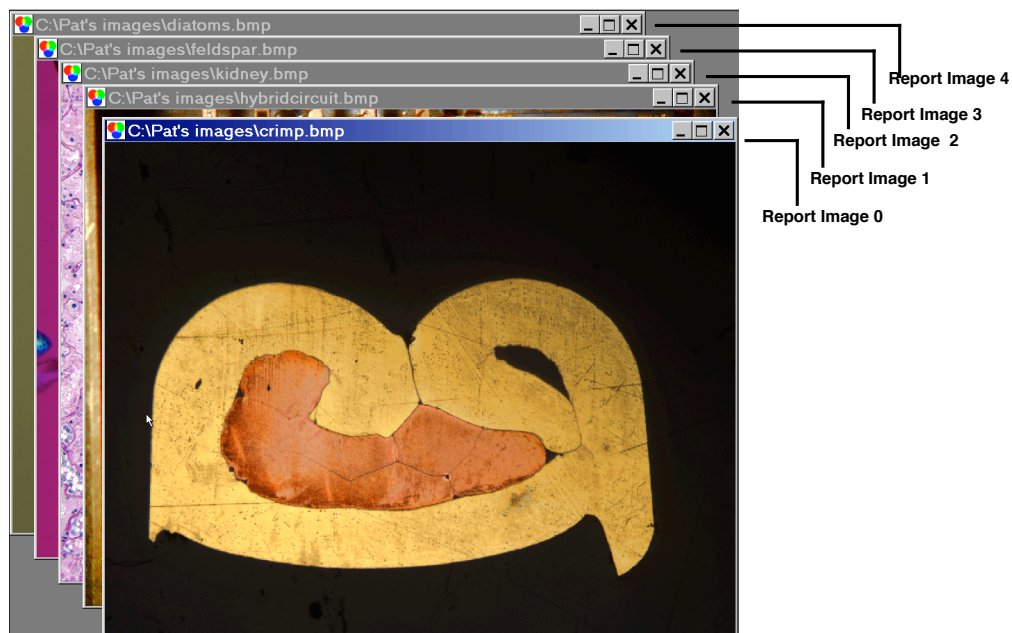 C:\Pat's images\diatoms.bmp
C:\Pat's images\feldspar.bmp
C:\Pat's images\kidney.bmp
C:\Pat's images\hybridcircuit.bmp
C:\Pat's images\crimp.bmp
Report Image 4
Report Image 3
Report Image  2
Report Image 1
Report Image 0